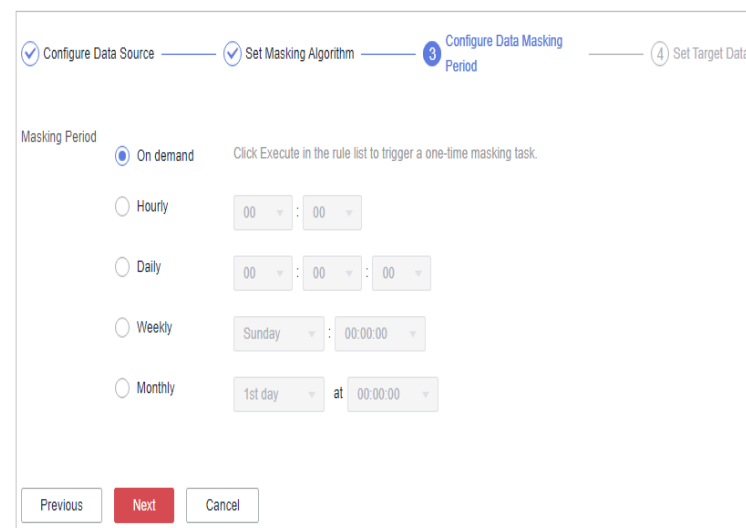 Configure Data Source
Set Masking Algorithm
3 Configure Data Masking
Period
4 Set Target Data
Masking Period
On demand Click Execute in the rule list to trigger a one-time masking task.
Hourly 00 : 00
Daily 00 : 00 : 00
Weekly Sunday : 00:00:00
Monthly 1st day at 00:00:00
Previous Next Cancel